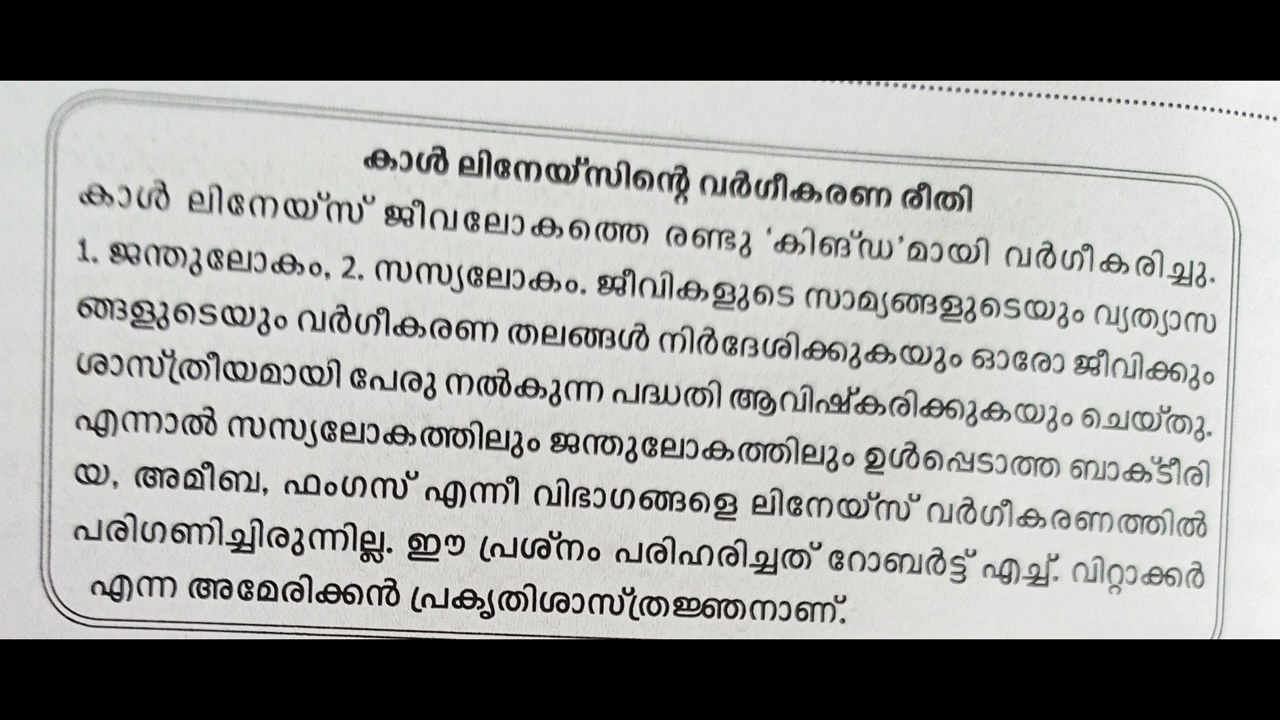 കാൾ ലിനേയ്സിന്റെ വർഗീകരണ രീതി
കാൾ ലിനേയ്സ് ജീവലോകത്തെ രണ്ടു ‘കിങ്ഡ’മായി വർഗീകരിച്ചു.
1. ജന്തുലോകം, 2. സസ്യലോകം. ജീവികളുടെ സാമ്യങ്ങളുടെയും വ്യത്യാസ
ങ്ങളുടെയും വർഗീകരണ തലങ്ങൾ നിർദേശിക്കുകയും ഓരോ ജീവിക്കും
ശാസ്ത്രീയമായി പേരു നൽകുന്ന പദ്ധതി ആവിഷ്കരിക്കുകയും ചെയ്തു.
എന്നാൽ സസ്യലോകത്തിലും ജന്തുലോകത്തിലും ഉൾപ്പെടാത്ത ബാക്ടീരി
യ, അമീബ, ഫംഗസ് എന്നീ വിഭാഗങ്ങളെ ലിനേയ്സ് വർഗീകരണത്തിൽ
പരിഗണിച്ചിരുന്നില്ല. ഈ പ്രശ്നം പരിഹരിച്ചത് റോബർട്ട് എച്ച്. വിറ്റാക്കർ
എന്ന അമേരിക്കൻ പ്രകൃതിശാസ്ത്രജ്ഞനാണ്.